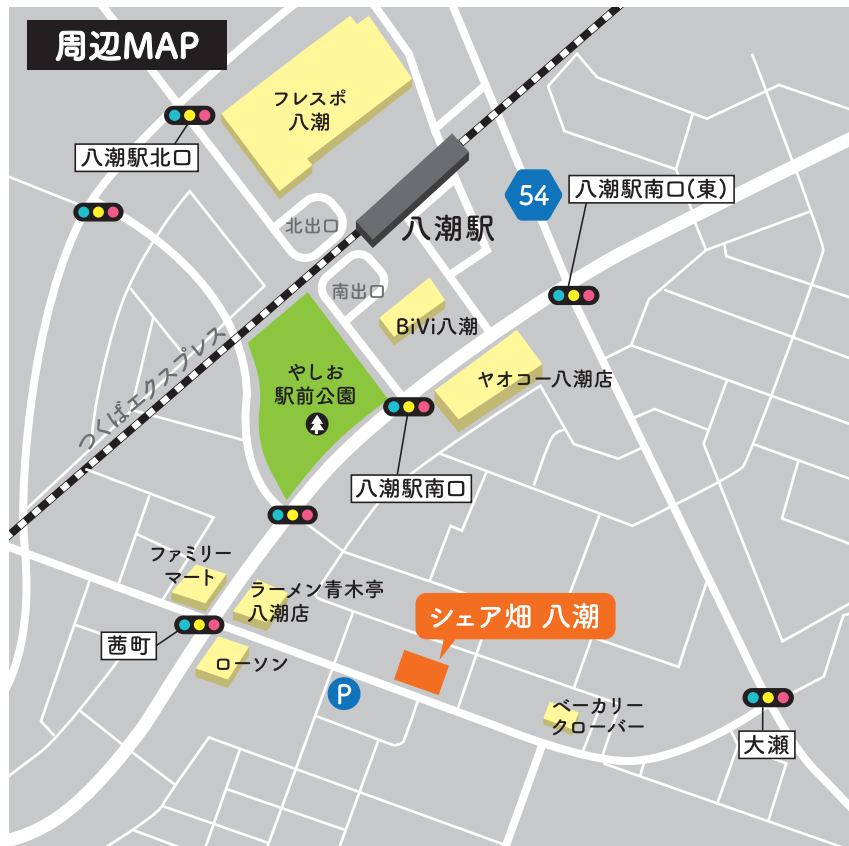 周辺MAP
フレスポ
八潮
八潮駅北口
北出口
八潮駅
54
八潮駅南口(東)
南出口
BiVi八潮
つくばエクスプレス
やしお
駅前公園
ヤオコー八潮店
八潮駅南口
ファミリー
マート
ラーメン青木亭
八潮店
シェア畑 八潮
茜町
ローソン
P
ベーカリー
クローバー
大瀬